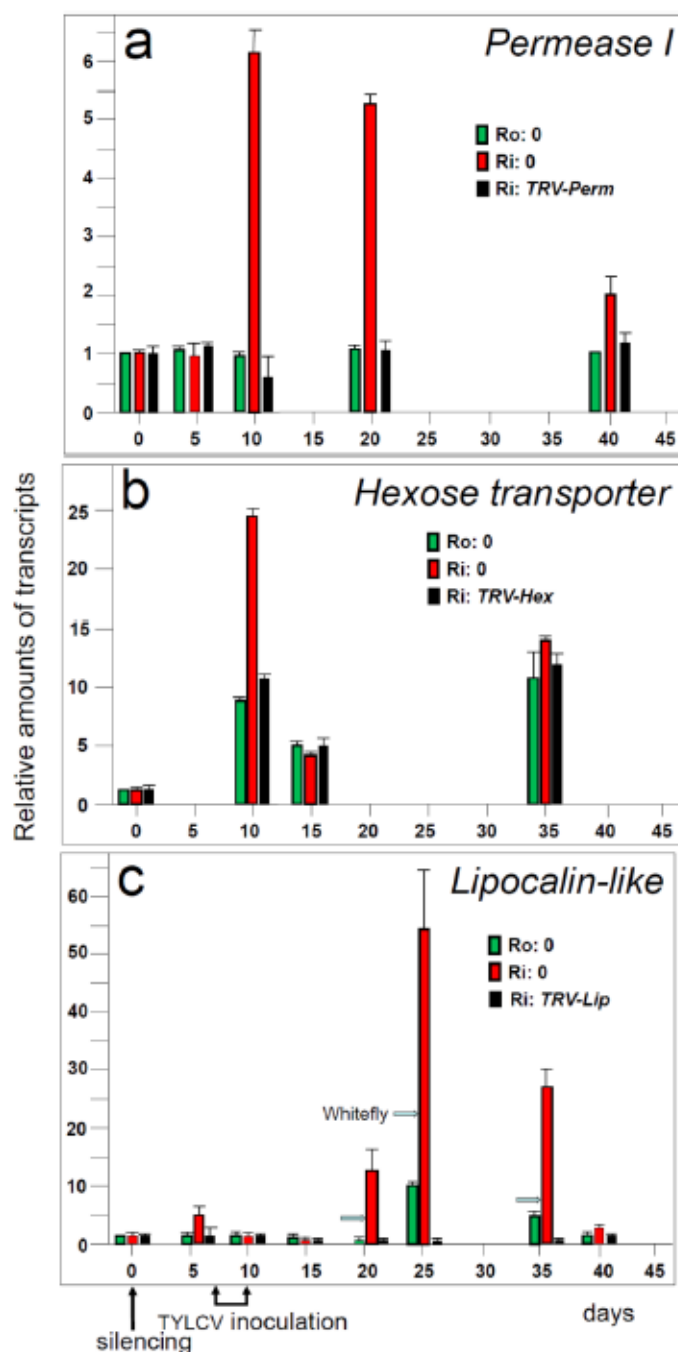 Relative amounts of transcripts
a
Permease I
Ro: 0
Ri: 0
Ri: TRV-Perm
6
5
4
3
2
1
0
0 5 10 15 20 25 30 35 40 45
b
Hexose transporter
Ro: 0
Ri: 0
Ri: TRV-Hex
25
20
15
10
5
0
0 5 10 15 20 25 30 35 40 45
c
Lipocalin-like
Ro: 0
Ri: 0
Ri: TRV-Lip
60
50
40
30
20
10
0
Whitefly
0 5 10 15 20 25 30 35 40 45
TYLCV inoculation
days
silencing